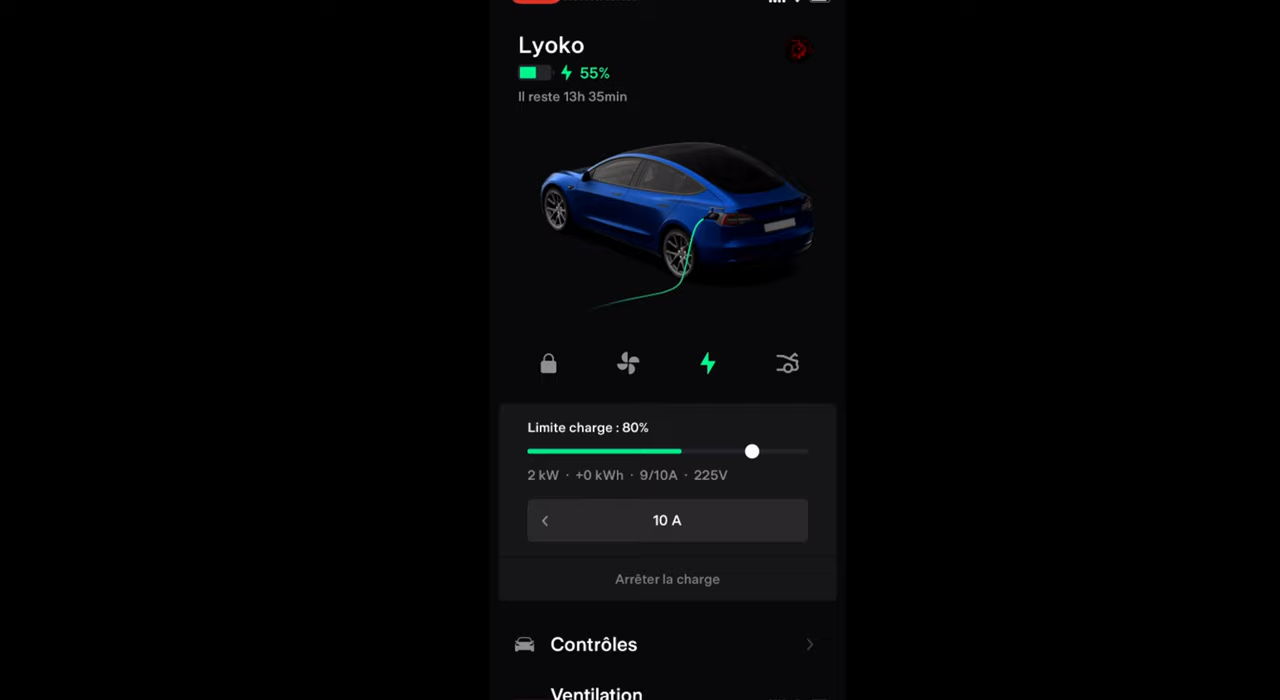 Lyoko
55%
Il reste 13h 35min
Limite charge : 80%
2 kW · +0 kWh · 9/10A · 225V
10 A
Arrêter la charge
Contrôles
Ventilation